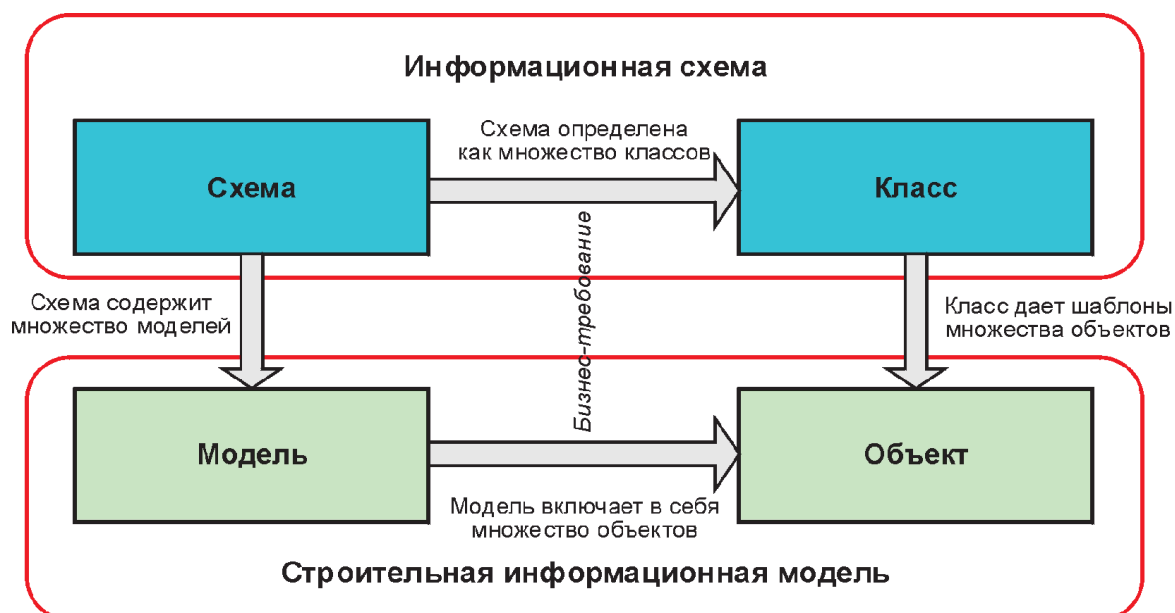 Информационная схема
Схема определена
как множество классов
Схема
Класс
Бизнес-требование
Схема содержит
множество моделей
Класс дает шаблоны
множества объектов
Модель
Объект
Модель включает в себя
множество объектов
Строительная информационная модель